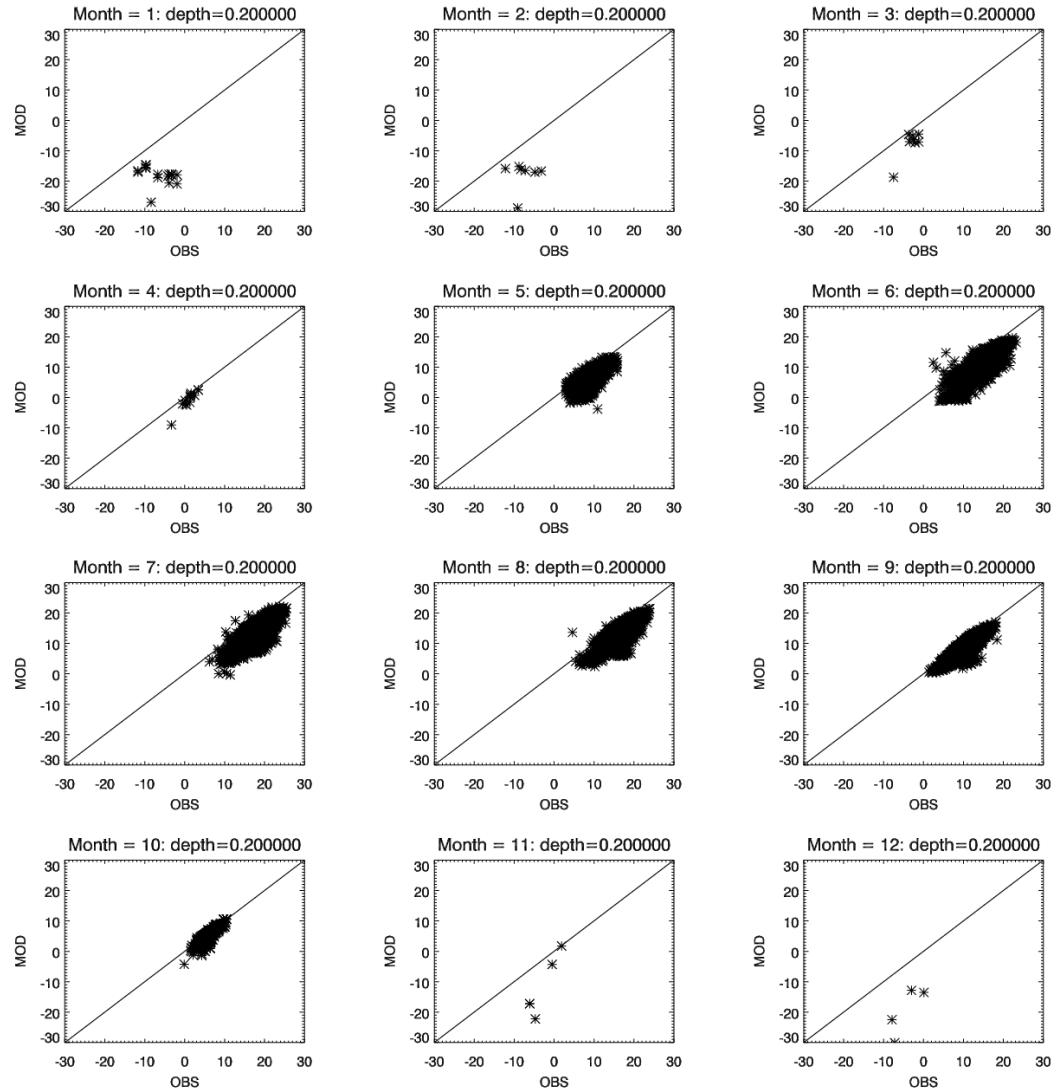 Month = 1: depth=0.200000
30
20
10
0
-10
-20
-30
MOD
-30 -20 -10 0 10 20 30
OBS
Month = 2: depth=0.200000
30
20
10
0
-10
-20
-30
MOD
-30 -20 -10 0 10 20 30
OBS
Month = 3: depth=0.200000
30
20
10
0
-10
-20
-30
MOD
-30 -20 -10 0 10 20 30
OBS
Month = 4: depth=0.200000
30
20
10
0
-10
-20
-30
MOD
-30 -20 -10 0 10 20 30
OBS
Month = 5: depth=0.200000
30
20
10
0
-10
-20
-30
MOD
-30 -20 -10 0 10 20 30
OBS
Month = 6: depth=0.200000
30
20
10
0
-10
-20
-30
MOD
-30 -20 -10 0 10 20 30
OBS
Month = 7: depth=0.200000
30
20
10
0
-10
-20
-30
MOD
-30 -20 -10 0 10 20 30
OBS
Month = 8: depth=0.200000
30
20
10
0
-10
-20
-30
MOD
-30 -20 -10 0 10 20 30
OBS
Month = 9: depth=0.200000
30
20
10
0
-10
-20
-30
MOD
-30 -20 -10 0 10 20 30
OBS
Month = 10: depth=0.200000
30
20
10
0
-10
-20
-30
MOD
-30 -20 -10 0 10 20 30
OBS
Month = 11: depth=0.200000
30
20
10
0
-10
-20
-30
MOD
-30 -20 -10 0 10 20 30
OBS
Month = 12: depth=0.200000
30
20
10
0
-10
-20
-30
MOD
-30 -20 -10 0 10 20 30
OBS